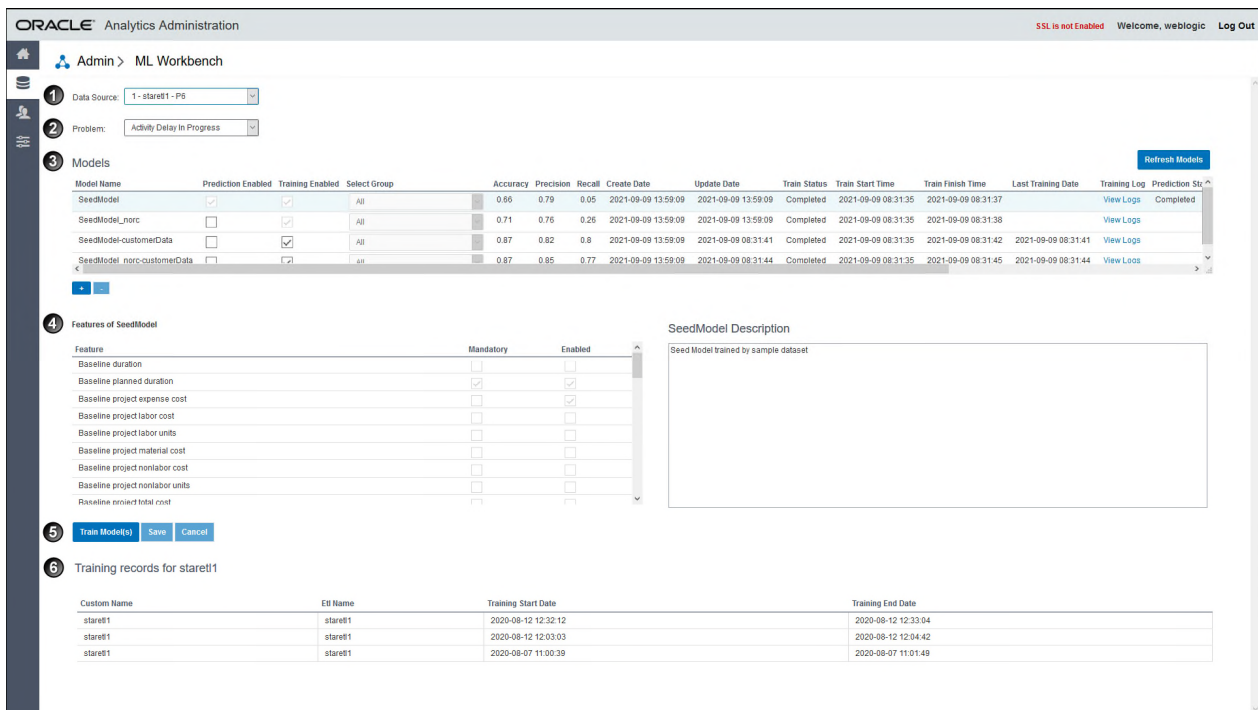 ORACLE® Analytics Administration
SSL is not Enabled Welcome, weblogic Log Out
Admin > ML Workbench
1 Data Source: 1 - staretl1 - P6
2 Problem: Activity Delay In Progress
3 Models
Refresh Models
Model Name Prediction Enabled Training Enabled Select Group Accuracy Precision Recall Create Date Update Date Train Status Train Start Time Train Finish Time Last Training Date Training Log Prediction Sta
SeedModel All 0.66 0.79 0.05 2021-09-09 13:59:09 2021-09-09 13:59:09 Completed 2021-09-09 08:31:35 2021-09-09 08:31:37 View Logs Completed
SeedModel_norc All 0.71 0.76 0.26 2021-09-09 13:59:09 2021-09-09 13:59:09 Completed 2021-09-09 08:31:35 2021-09-09 08:31:38 View Logs
SeedModel-customerData All 0.87 0.82 0.8 2021-09-09 13:59:09 2021-09-09 08:31:41 Completed 2021-09-09 08:31:35 2021-09-09 08:31:42 2021-09-09 08:31:41 View Logs
SeedModel_norc-customerData All 0.87 0.85 0.77 2021-09-09 13:59:09 2021-09-09 08:31:44 Completed 2021-09-09 08:31:35 2021-09-09 08:31:45 2021-09-09 08:31:44 View Logs
+ -
4 Features of SeedModel
Feature Mandatory Enabled
Baseline duration
Baseline planned duration
Baseline project expense cost
Baseline project labor cost
Baseline project labor units
Baseline project material cost
Baseline project nonlabor cost
Baseline project nonlabor units
Baseline project total cost
SeedModel Description
Seed Model trained by sample dataset
5 Train Model(s) Save Cancel
6 Training records for staretl1
Custom Name Etl Name Training Start Date Training End Date
staretl1 staretl1 2020-08-12 12:32:12 2020-08-12 12:33:04
staretl1 staretl1 2020-08-12 12:03:03 2020-08-12 12:04:42
staretl1 staretl1 2020-08-07 11:00:39 2020-08-07 11:01:49